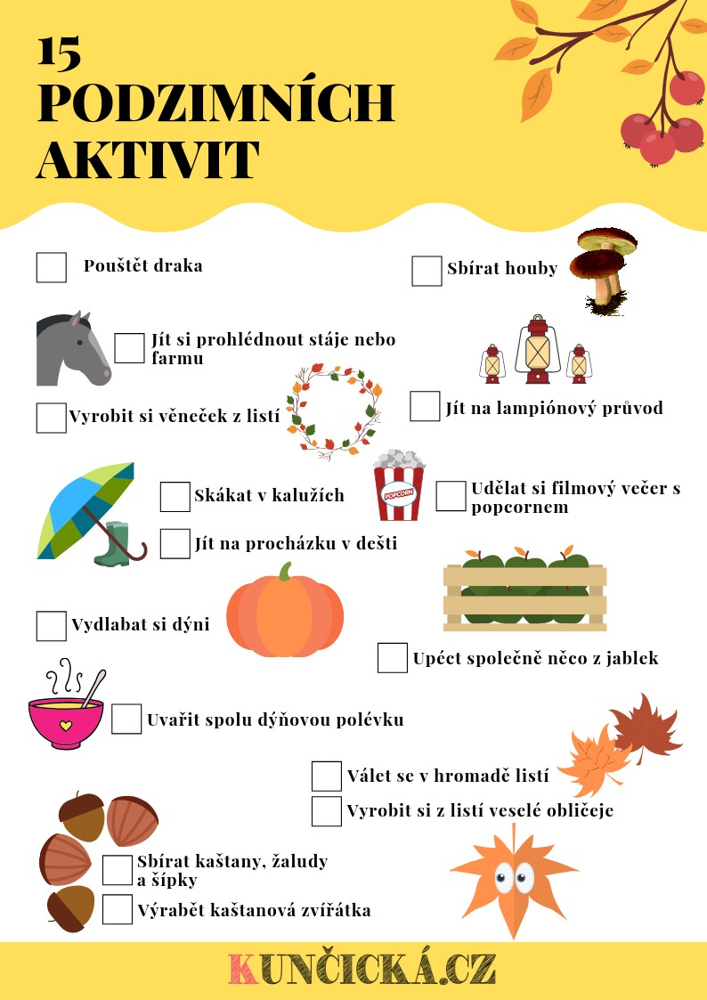 15
PODZIMNÍCH
AKTIVIT
Pouštět draka
Sbírat houby
Jít si prohlédnout stáje nebo
farmu
Vyrobit si věneček z listí
Jít na lampiónový průvod
Skákat v kalužích
POPCORN
Udělat si filmový večer s
popcornem
Jít na procházku v dešti
Vydlabat si dýni
Upéct společně něco z jablek
Uvařit spolu dýňovou polévku
Válet se v hromadě listí
Vyrobit si z listí veselé obličeje
Sbírat kaštany, žaludy
a šípky
Výrabět kaštanová zvířátka
KUNČICKÁ.CZ